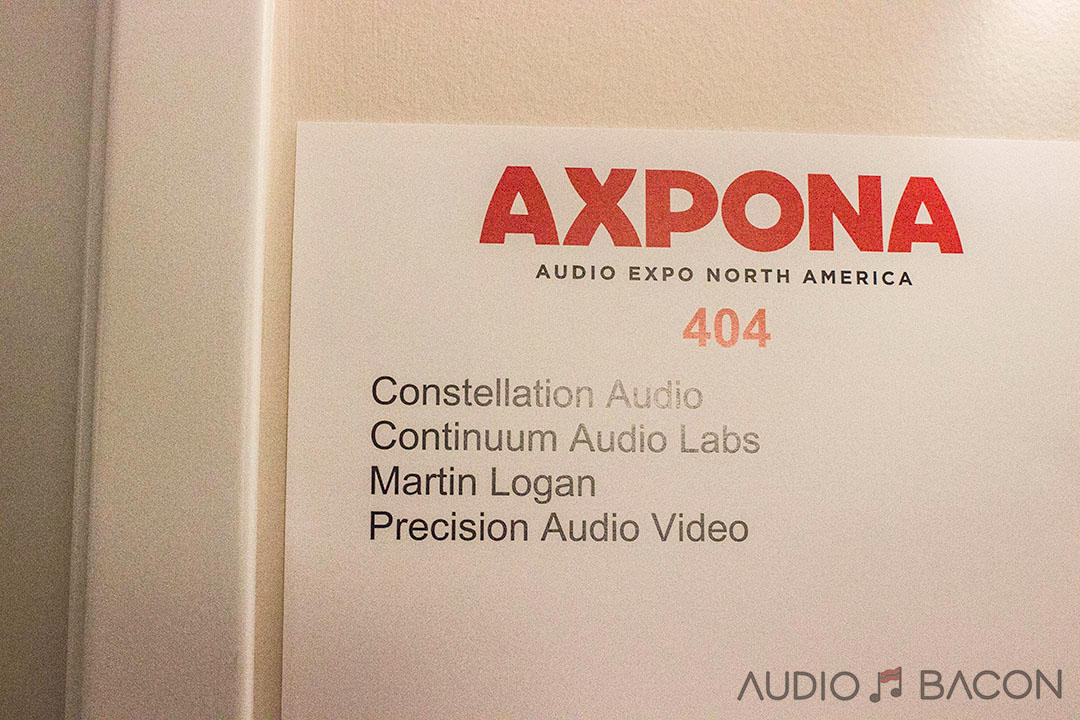 AXPONA
AUDIO EXPO NORTH AMERICA
404
Constellation Audio
Continuum Audio Labs
Martin Logan
Precision Audio Video
AUDIO BACON